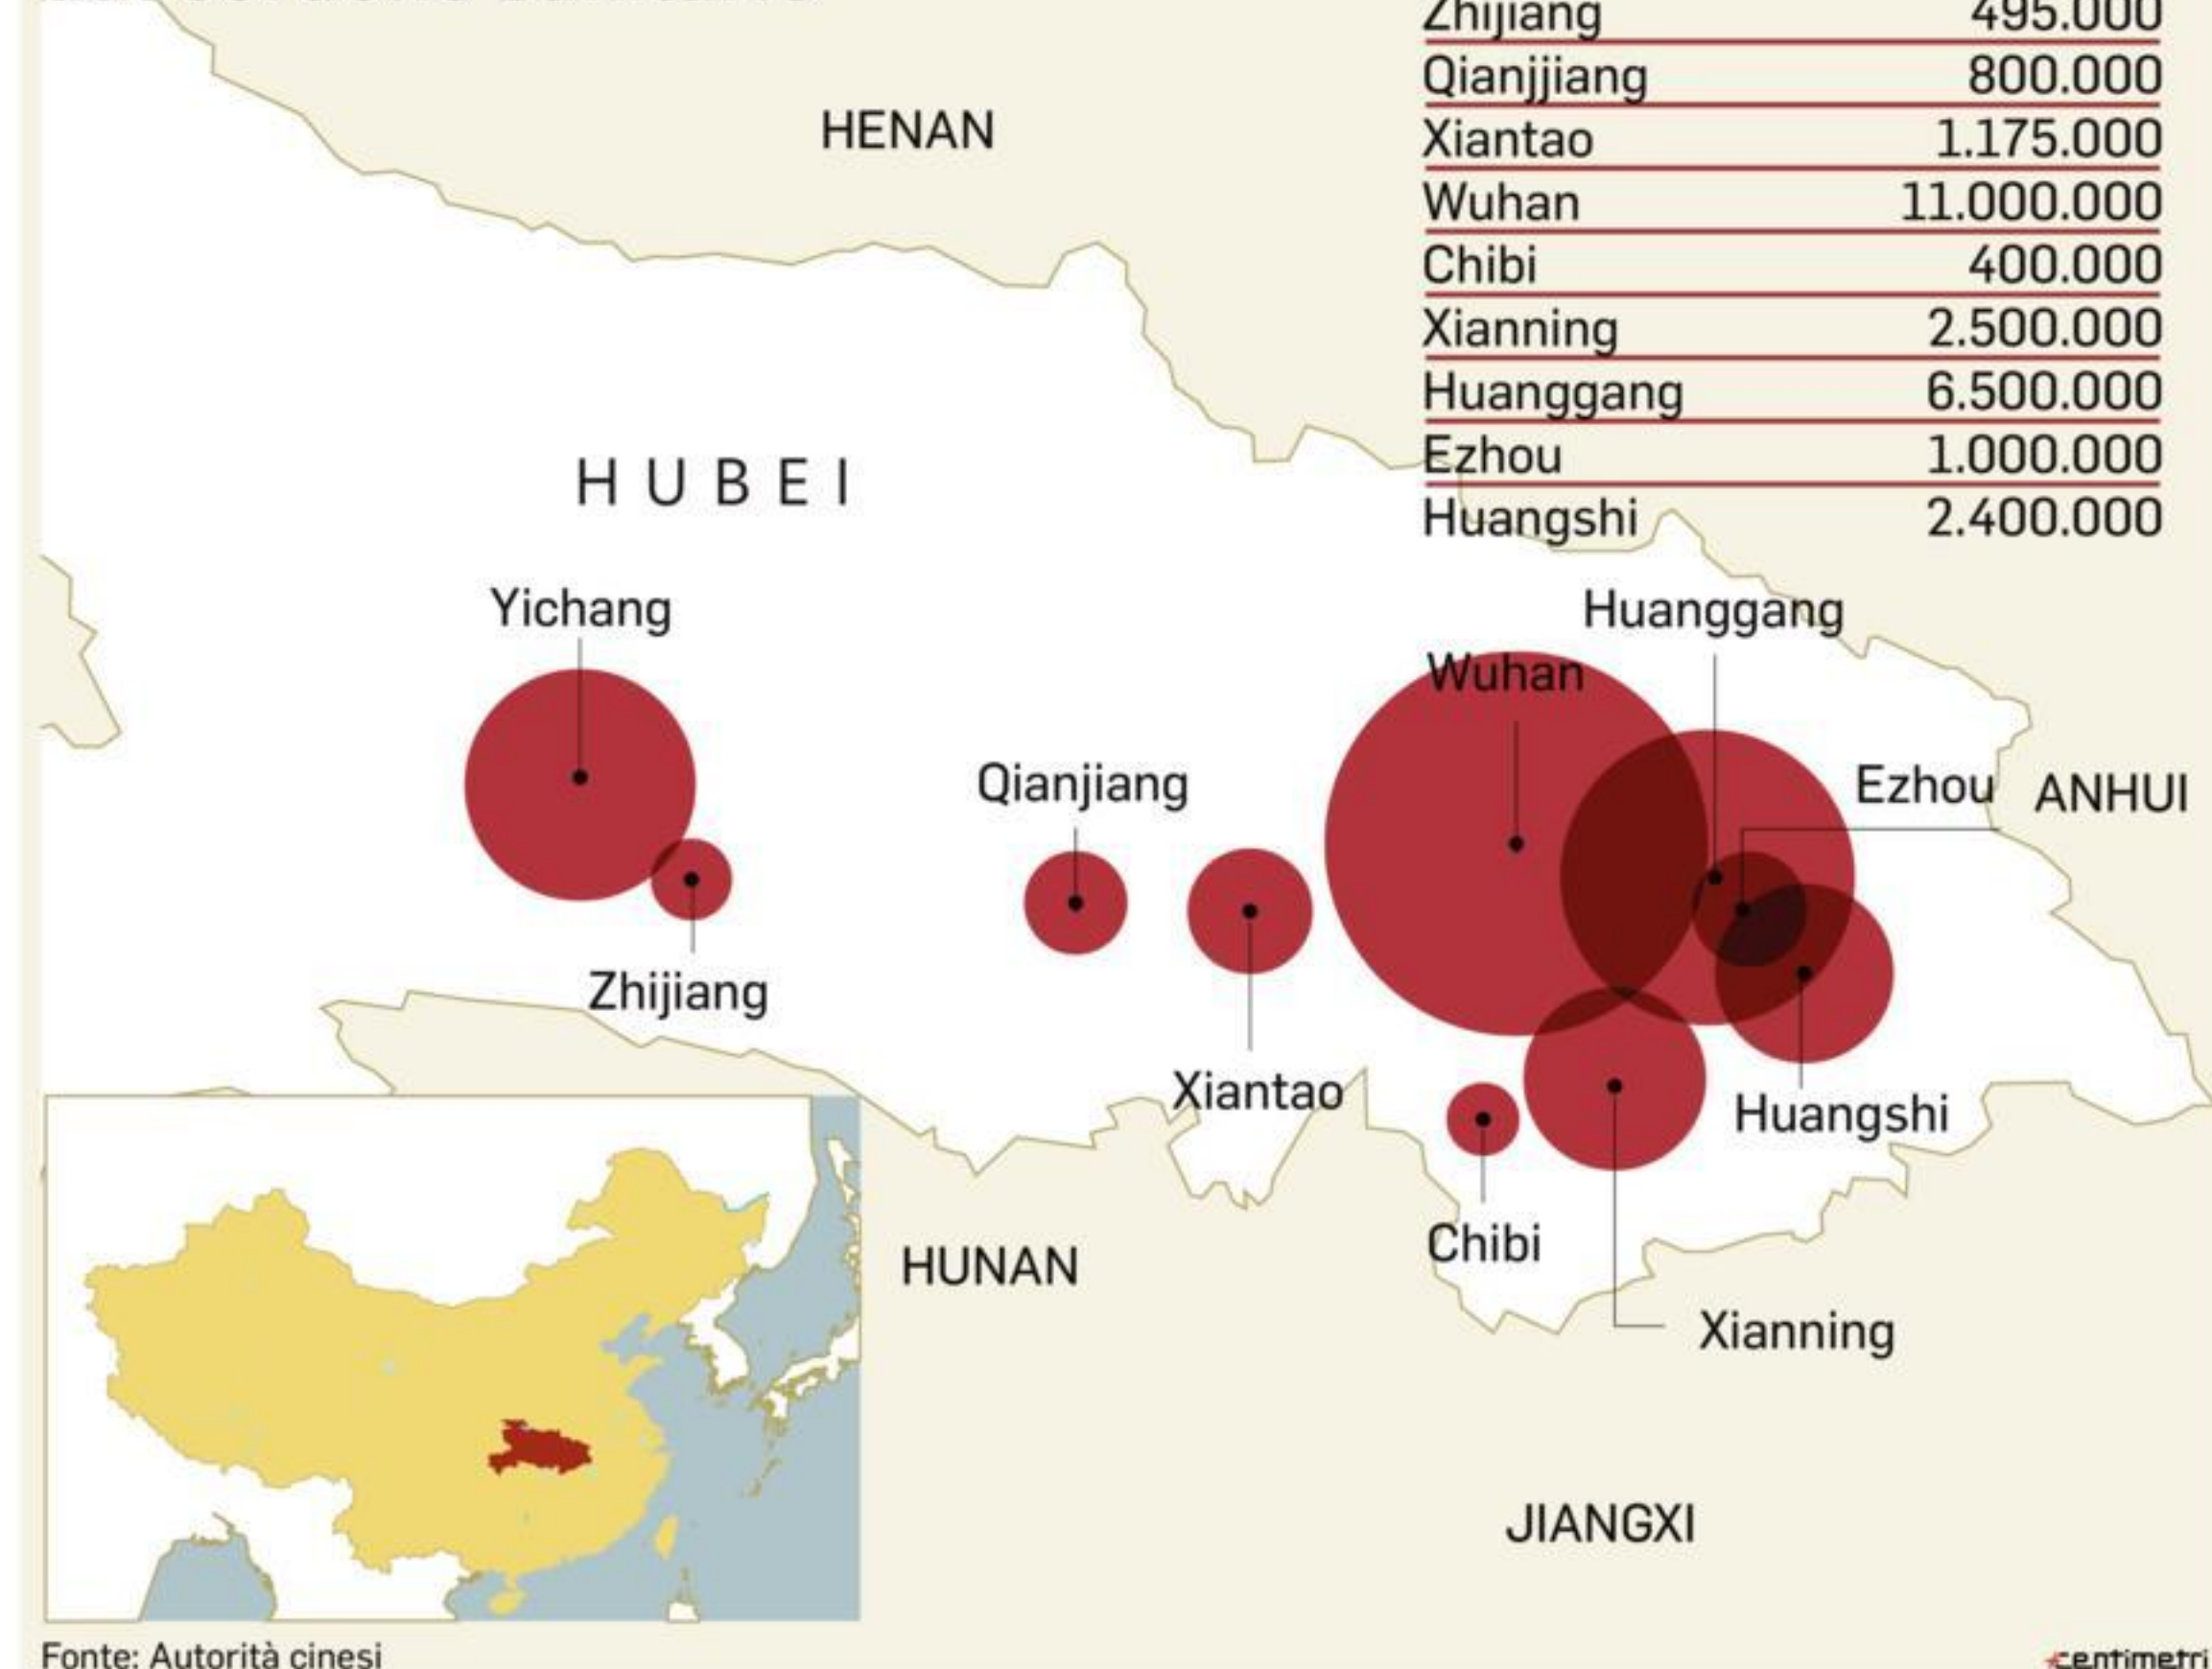 Zhijiang 495.000
Qianjjiang 800.000
Xiantao 1.175.000
Wuhan 11.000.000
Chibi 400.000
Xianning 2.500.000
Huanggang 6.500.000
Ezhou 1.000.000
Huangshi 2.400.000
HENAN
HUBEI
Yichang
Huanggang
Wuhan
Qianjiang
Ezhou
ANHUI
Zhijiang
Xiantao
Huangshi
Chibi
HUNAN
Xianning
JIANGXI
Fonte: Autorità cinesi
centimetri